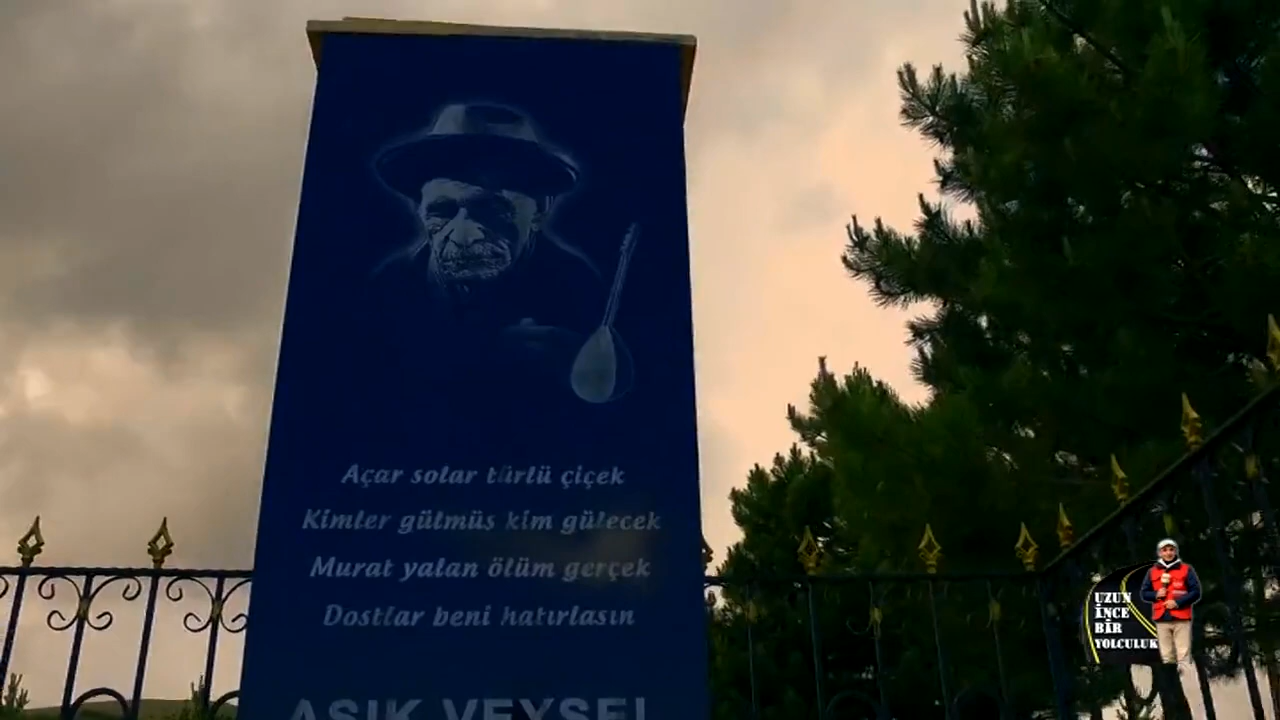 Açar solar türlü çiçek
Kimler gülmüş kim gülecek
Murat yalan ölüm gerçek
Dostlar beni hatırlasın
AŞIK VEYSEL
UZUN
İNCE
BİR
YOLCULUK